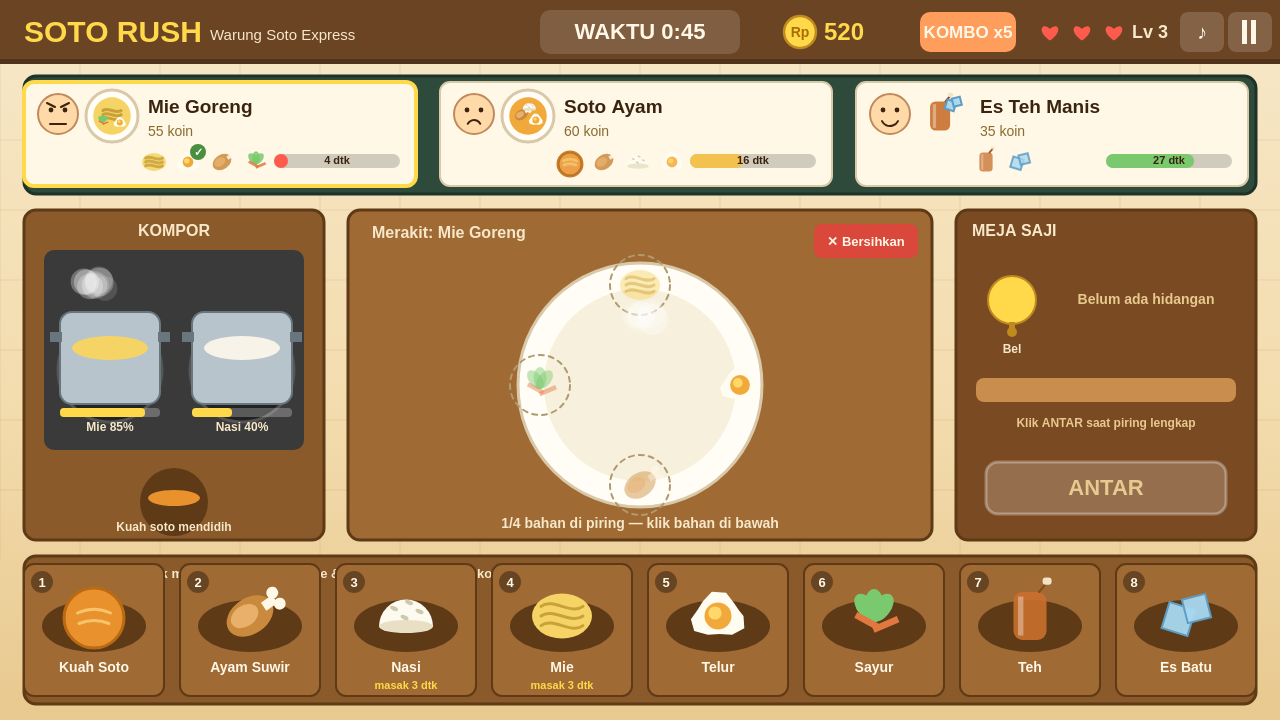 SOTO RUSH Warung Soto Express
WAKTU 0:45
Rp 520
KOMBO x5
Lv 3
♪
Mie Goreng
55 koin
✓
4 dtk
Soto Ayam
60 koin
16 dtk
Es Teh Manis
35 koin
27 dtk
KOMPOR
Mie 85%
Nasi 40%
Kuah soto mendidih
Merakit: Mie Goreng
✕ Bersihkan
1/4 bahan di piring — klik bahan di bawah
MEJA SAJI
Belum ada hidangan
Bel
Klik ANTAR saat piring lengkap
ANTAR
1
Kuah Soto
2
Ayam Suwir
3
Nasi
masak 3 dtk
4
Mie
masak 3 dtk
5
Telur
6
Sayur
7
Teh
8
Es Batu